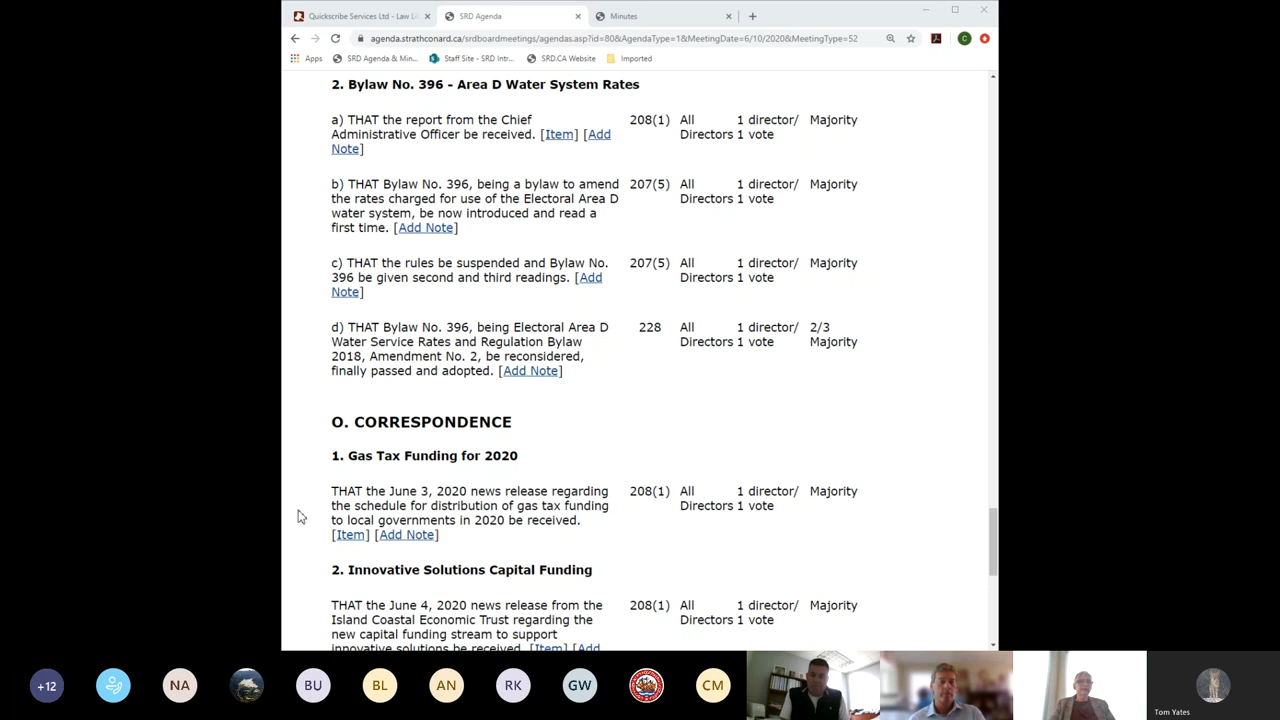 Quickscribe Services Ltd - Law Li
SRD Agenda
Minutes
agenda.strathconard.ca/srdboardmeetings/agendas.asp?id=80&AgendaType=1&MeetingDate=6/10/2020&MeetingType=52
C
Apps SRD Agenda & Min... Staff Site - SRD Intr... SRD.CA Website Imported
2. Bylaw No. 396 - Area D Water System Rates
a) THAT the report from the Chief 208(1) All 1 director/ Majority
Administrative Officer be received. [Item] [Add Directors 1 vote
Note]
b) THAT Bylaw No. 396, being a bylaw to amend 207(5) All 1 director/ Majority
the rates charged for use of the Electoral Area D Directors 1 vote
water system, be now introduced and read a
first time. [Add Note]
c) THAT the rules be suspended and Bylaw No. 207(5) All 1 director/ Majority
396 be given second and third readings. [Add Directors 1 vote
Note]
d) THAT Bylaw No. 396, being Electoral Area D 228 All 1 director/ 2/3
Water Service Rates and Regulation Bylaw Directors 1 vote Majority
2018, Amendment No. 2, be reconsidered,
finally passed and adopted. [Add Note]
O. CORRESPONDENCE
1. Gas Tax Funding for 2020
THAT the June 3, 2020 news release regarding 208(1) All 1 director/ Majority
the schedule for distribution of gas tax funding Directors 1 vote
to local governments in 2020 be received.
[Item] [Add Note]
2. Innovative Solutions Capital Funding
THAT the June 4, 2020 news release from the 208(1) All 1 director/ Majority
Island Coastal Economic Trust regarding the Directors 1 vote
new capital funding stream to support
innovative solutions be received. [Item] [Add
+12 NA BU BL AN RK GW CM
Tom Yates